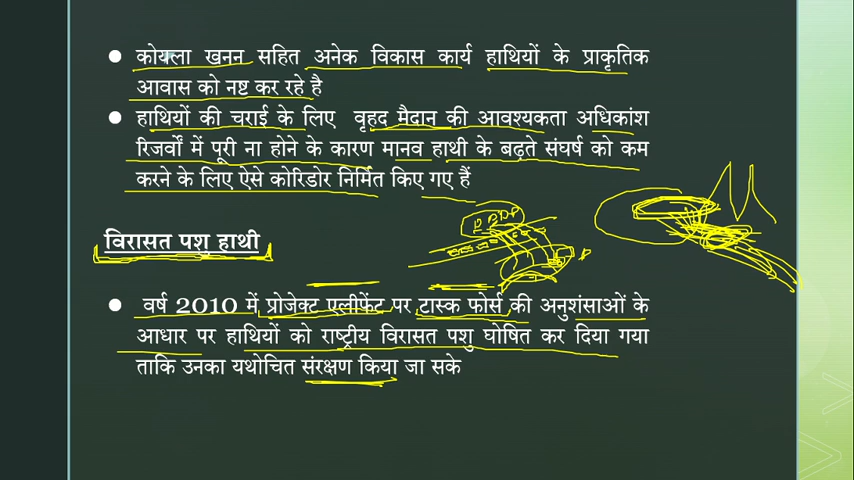 कोयला खनन सहित अनेक विकास कार्य हाथियों के प्राकृतिक
आवास को नष्ट कर रहे है
हाथियों की चराई के लिए वृहद मैदान की आवश्यकता अधिकांश
रिजर्वों में पूरी ना होने के कारण मानव हाथी के बढ़ते संघर्ष को कम
करने के लिए ऐसे कोरिडोर निर्मित किए गए हैं
विरासत पशु हाथी
वर्ष 2010 में प्रोजेक्ट एलीफेंट पर टास्क फोर्स की अनुशंसाओं के
आधार पर हाथियों को राष्ट्रीय विरासत पशु घोषित कर दिया गया
ताकि उनका यथोचित संरक्षण किया जा सके